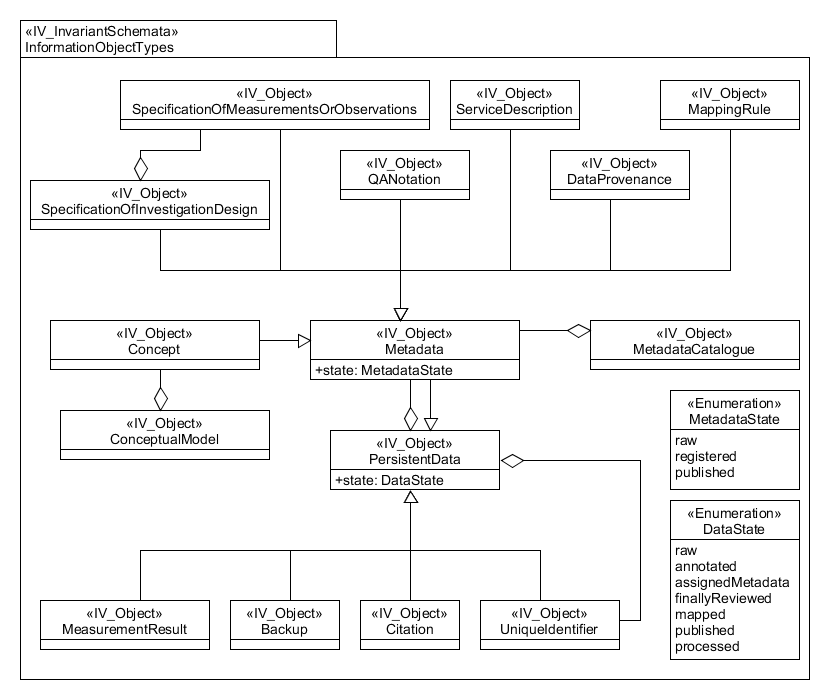 «IV_InvariantSchemata»
InformationObjectTypes
«IV_Object»
SpecificationOfMeasurementsOrObservations
«IV_Object»
ServiceDescription
«IV_Object»
MappingRule
«IV_Object»
SpecificationOfInvestigationDesign
«IV_Object»
QANotation
«IV_Object»
DataProvenance
«IV_Object»
Concept
«IV_Object»
Metadata
+state: MetadataState
«IV_Object»
MetadataCatalogue
«IV_Object»
ConceptualModel
«IV_Object»
PersistentData
+state: DataState
«Enumeration»
MetadataState
raw
registered
published
«Enumeration»
DataState
raw
annotated
assignedMetadata
finallyReviewed
mapped
published
processed
«IV_Object»
MeasurementResult
«IV_Object»
Backup
«IV_Object»
Citation
«IV_Object»
UniqueIdentifier